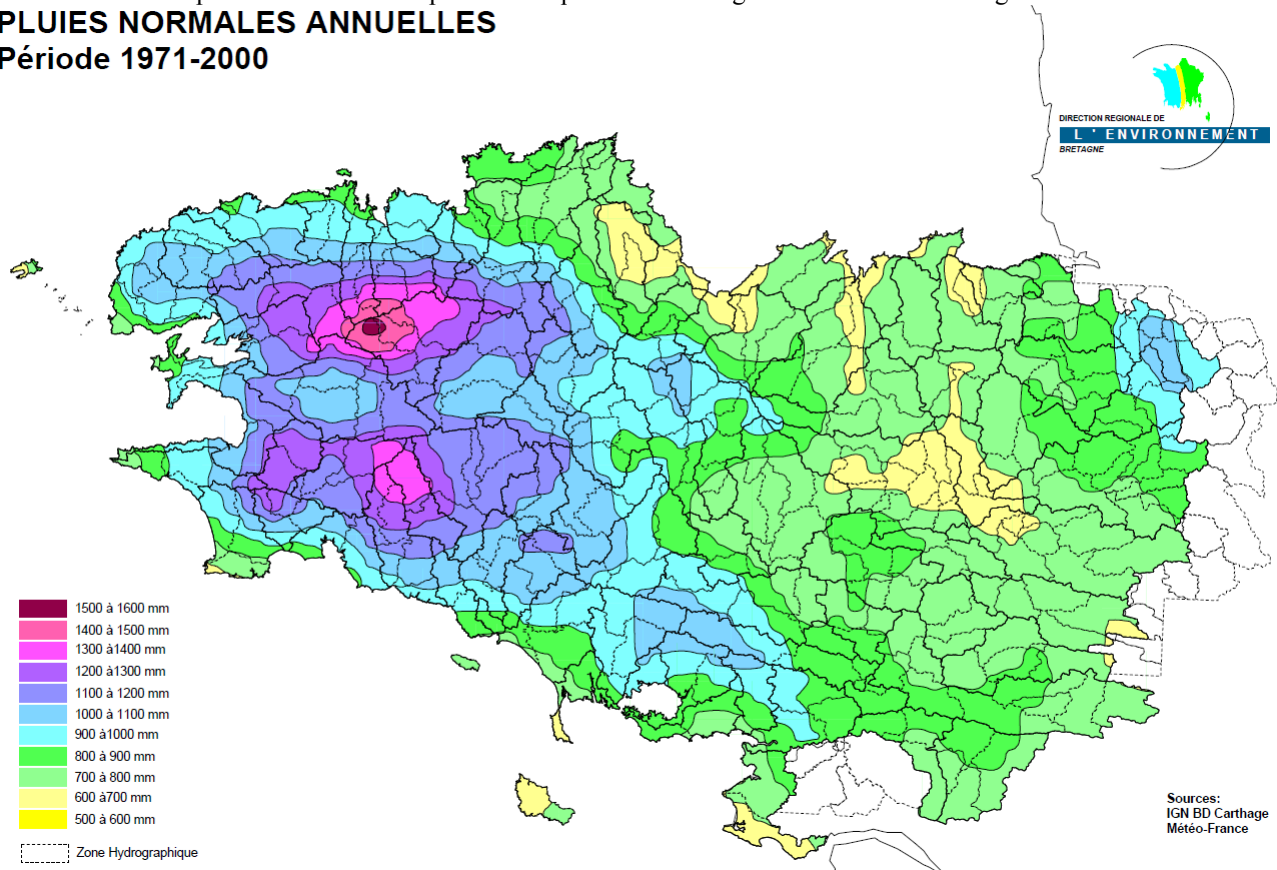 PLUIES NORMALES ANNUELLES
Période 1971-2000
DIRECTION REGIONALE DE
L ' ENVIRONNEMENT
BRETAGNE
1500 à 1600 mm
1400 à 1500 mm
1300 à1400 mm
1200 à1300 mm
1100 à 1200 mm
1000 à 1100 mm
900 à1000 mm
800 à 900 mm
700 à 800 mm
600 à700 mm
500 à 600 mm
Zone Hydrographique
Sources:
IGN BD Carthage
Météo-France